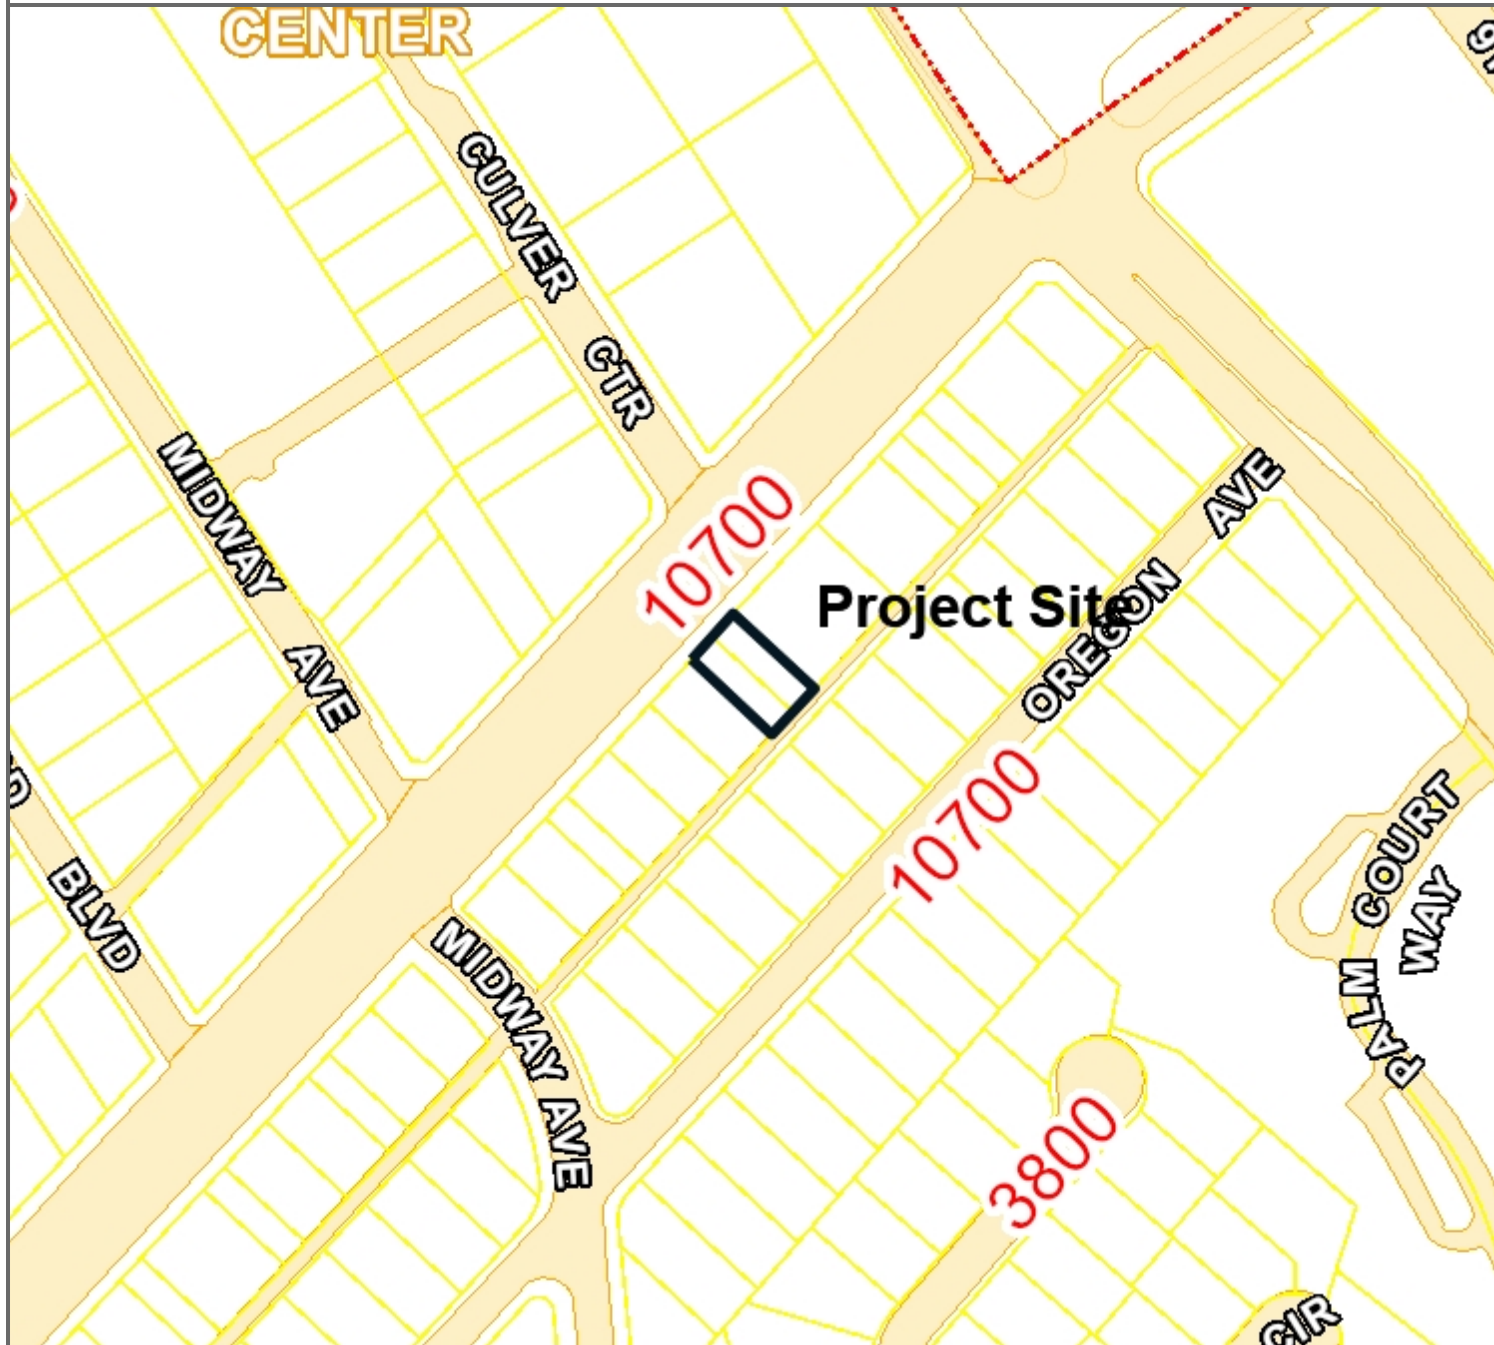 CENTER
CULVER
CTR
MIDWAY
AVE
10700
Project Site
OREGON
AVE
10700
BLVD
MIDWAY AVE
PALM COURT
WAY
3800
CIR